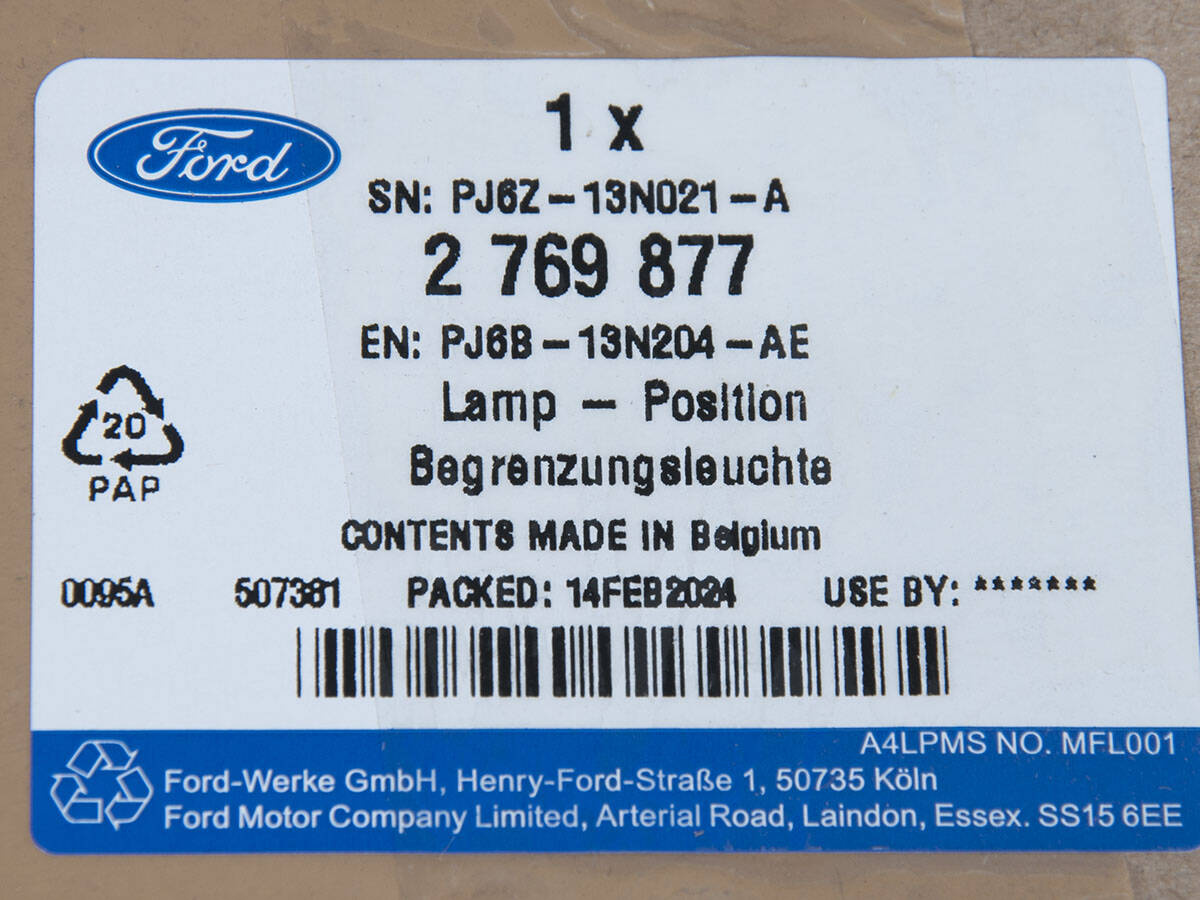 Ford
1 x
SN: PJ6Z-13N021-A
2 769 877
EN: PJ6B-13N204-AE
Lamp - Position
Begrenzungsleuchte
CONTENTS MADE IN Belgium
20
PAP
0095A 507381 PACKED: 14FEB2024 USE BY: *******
A4LPMS NO. MFL001
Ford-Werke GmbH, Henry-Ford-Straße 1, 50735 Köln
Ford Motor Company Limited, Arterial Road, Laindon, Essex. SS15 6EE